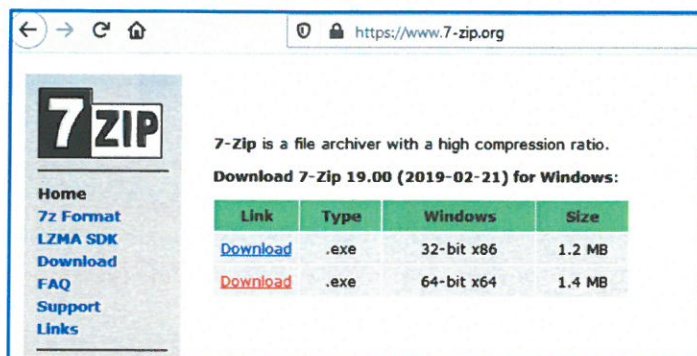 https://www.7-zip.org
7 ZIP
7-Zip is a file archiver with a high compression ratio.
Download 7-Zip 19.00 (2019-02-21) for Windows:
Home
7z Format
LZMA SDK
Download
FAQ
Support
Links
Link Type Windows Size
Download .exe 32-bit x86 1.2 MB
Download .exe 64-bit x64 1.4 MB